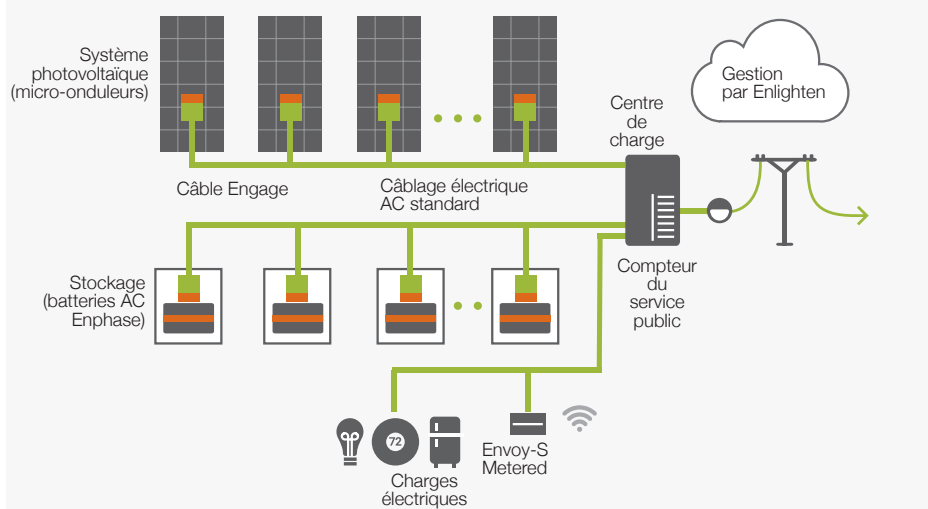 Système
photovoltaïque
(micro-onduleurs)
Centre
de
charge
Gestion
par Enlighten
Câble Engage
Câblage électrique
AC standard
Stockage
(batteries AC
Enphase)
Compteur
du
service
public
72
Envoy-S
Metered
Charges
électriques